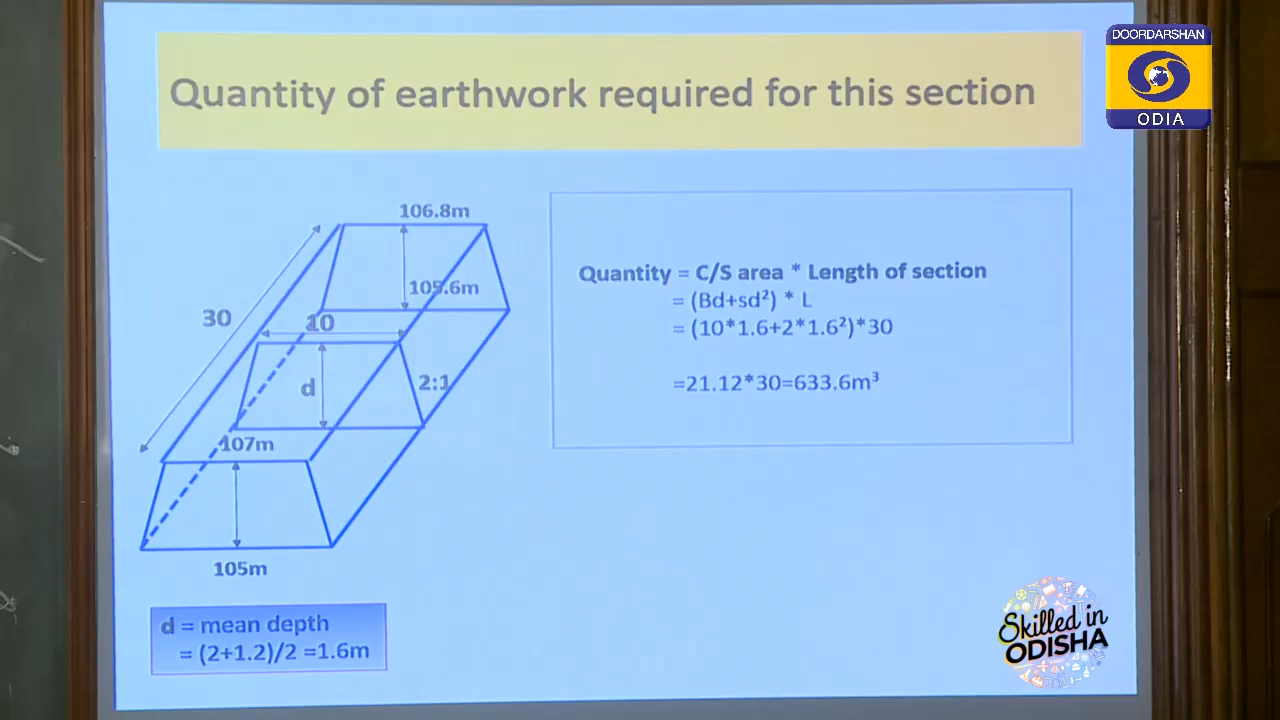 Quantity of earthwork required for this section
DOORDARSHAN
ODIA
106.8m
105.6m
30
10
d
2:1
107m
105m
Quantity = C/S area * Length of section
= (Bd+sd²) * L
= (10*1.6+2*1.6²)*30
=21.12*30=633.6m³
d = mean depth
= (2+1.2)/2 =1.6m
Skilled in
ODISHA